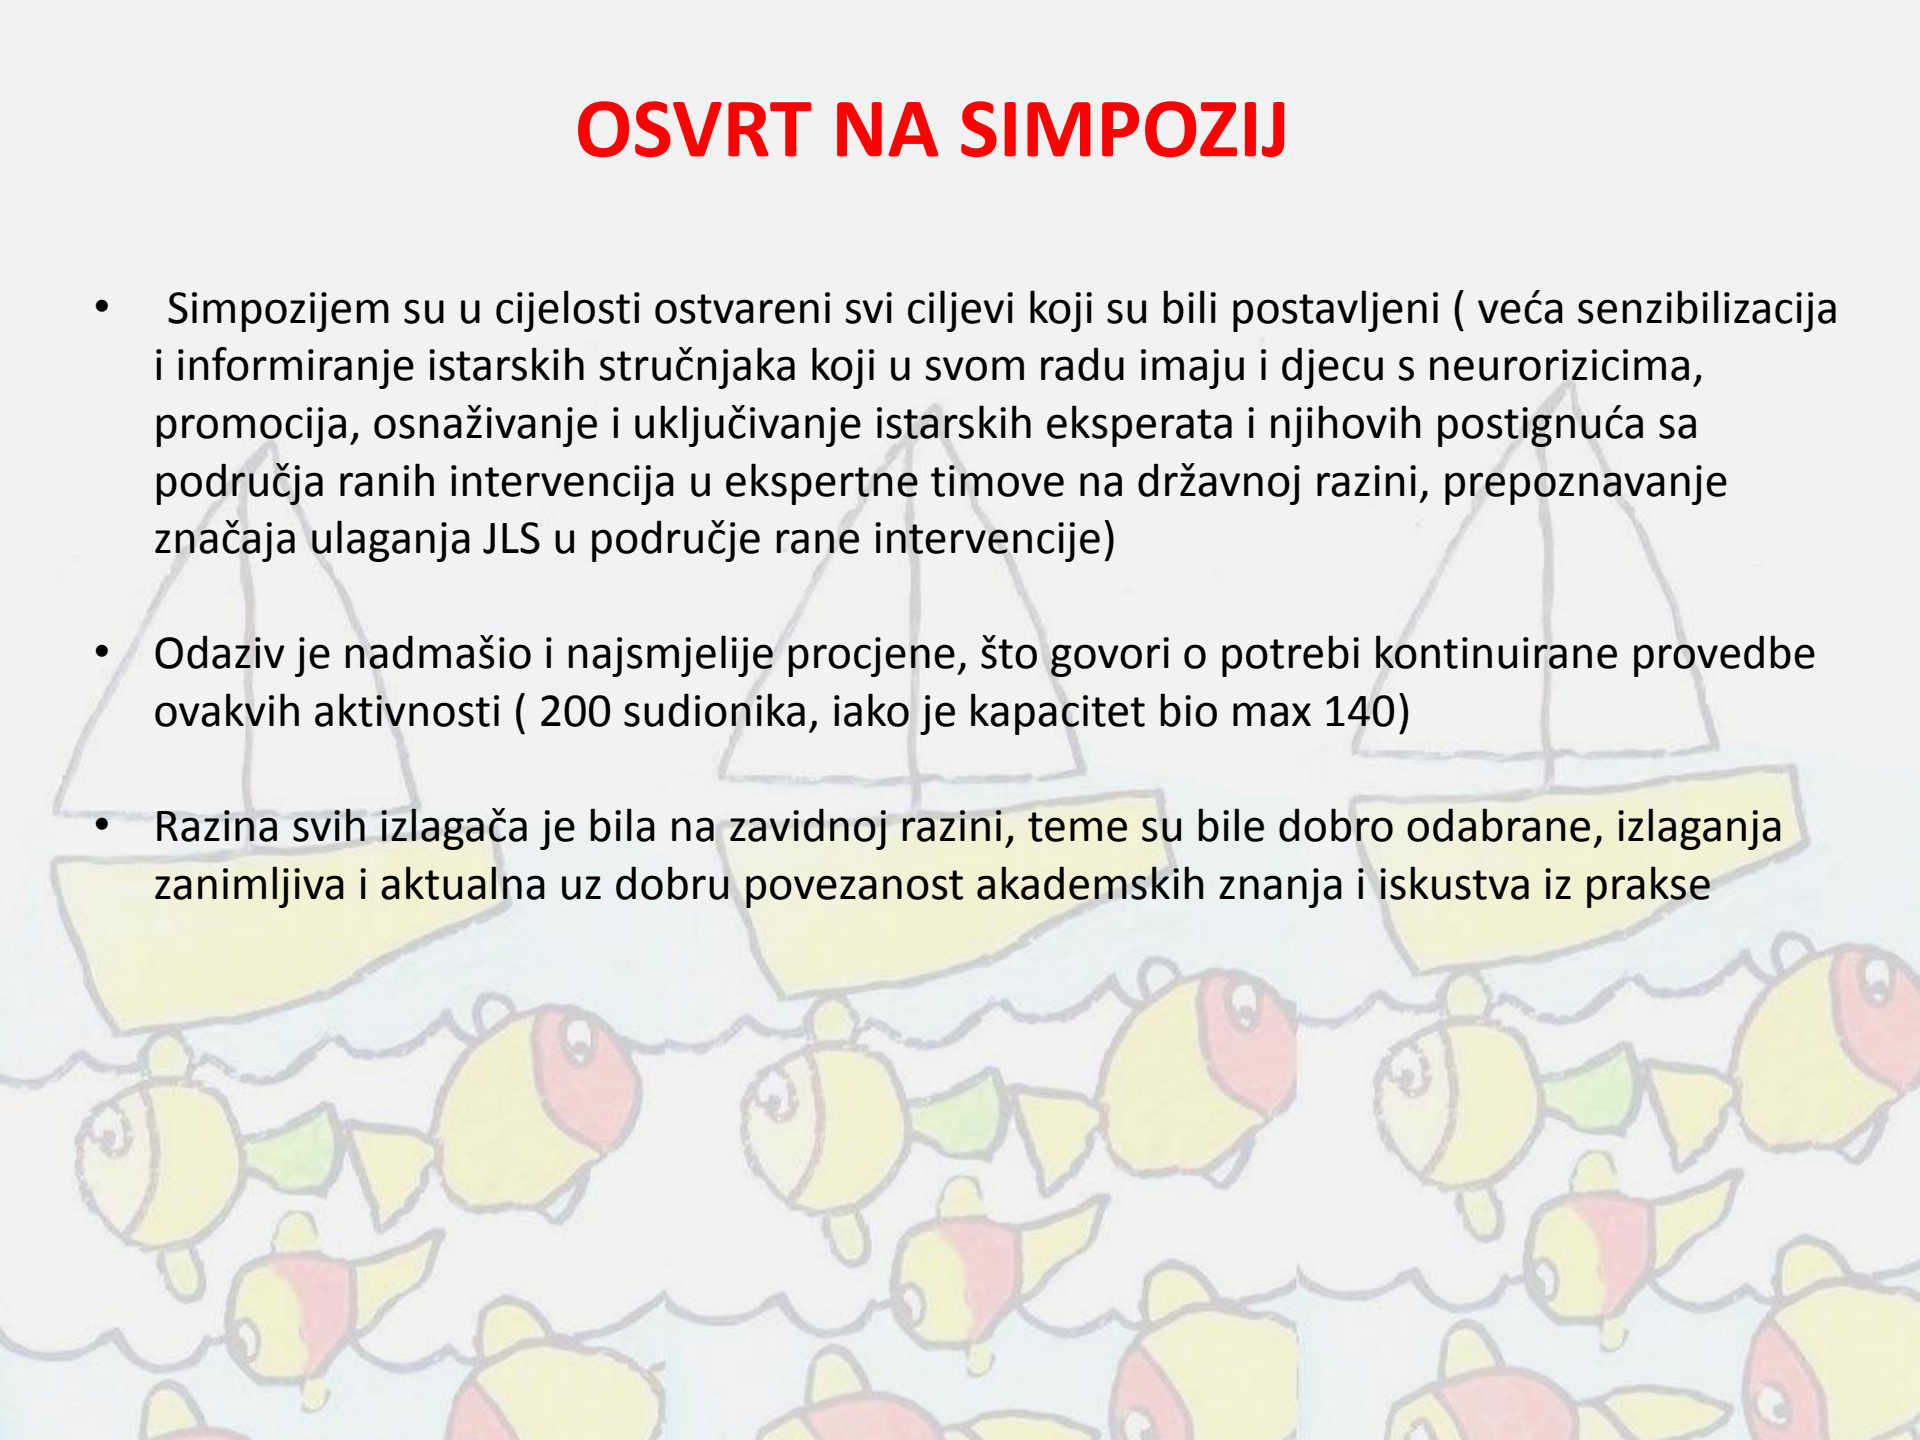 OSVRT NA SIMPOZIJ
• Simpozijem su u cijelosti ostvareni svi ciljevi koji su bili postavljeni ( veća senzibilizacija
i informiranje istarskih stručnjaka koji u svom radu imaju i djecu s neurorizicima,
promocija, osnaživanje i uključivanje istarskih eksperata i njihovih postignuća sa
područja ranih intervencija u ekspertne timove na državnoj razini, prepoznavanje
značaja ulaganja JLS u područje rane intervencije)
• Odaziv je nadmašio i najsmjelije procjene, što govori o potrebi kontinuirane provedbe
ovakvih aktivnosti ( 200 sudionika, iako je kapacitet bio max 140)
• Razina svih izlagača je bila na zavidnoj razini, teme su bile dobro odabrane, izlaganja
zanimljiva i aktualna uz dobru povezanost akademskih znanja i iskustva iz prakse